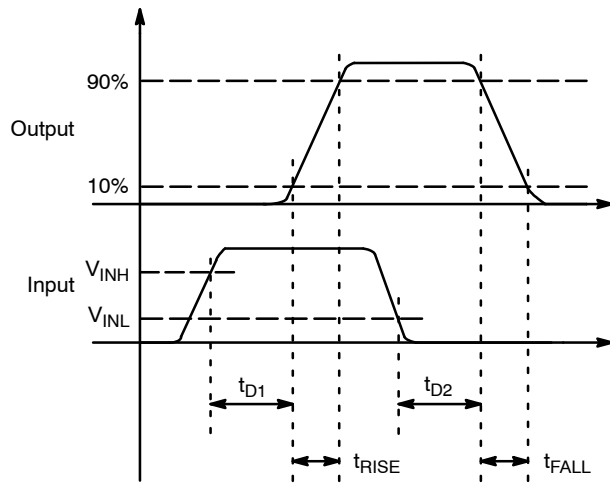 90%
Output
10%
Input
VINH
VINL
tD1
tD2
tRISE
tFALL